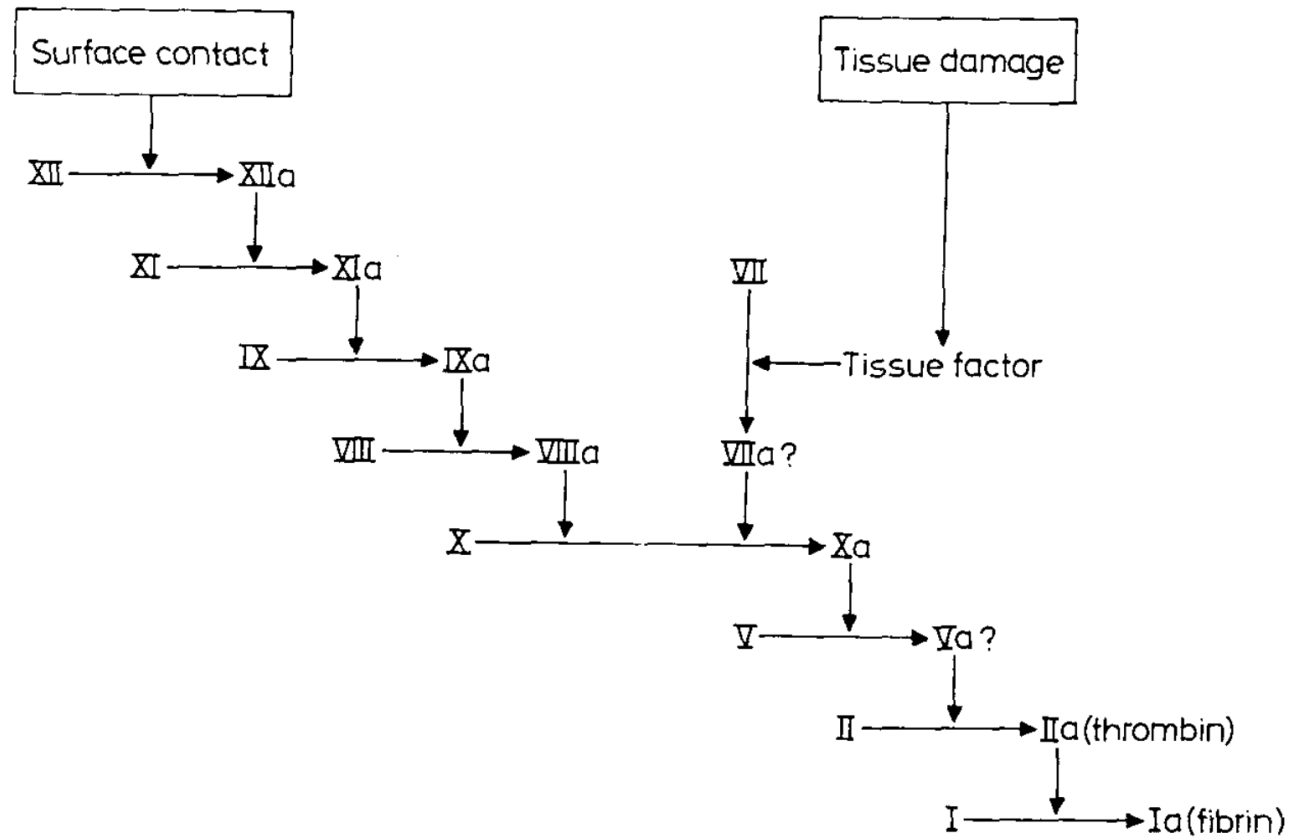 Surface contact
Tissue damage
XII XIIa
XI XIa
VII
IX IXa
Tissue factor
VIII VIIIa VIIa?
X Xa
V Va?
II IIa (thrombin)
I Ia (fibrin)